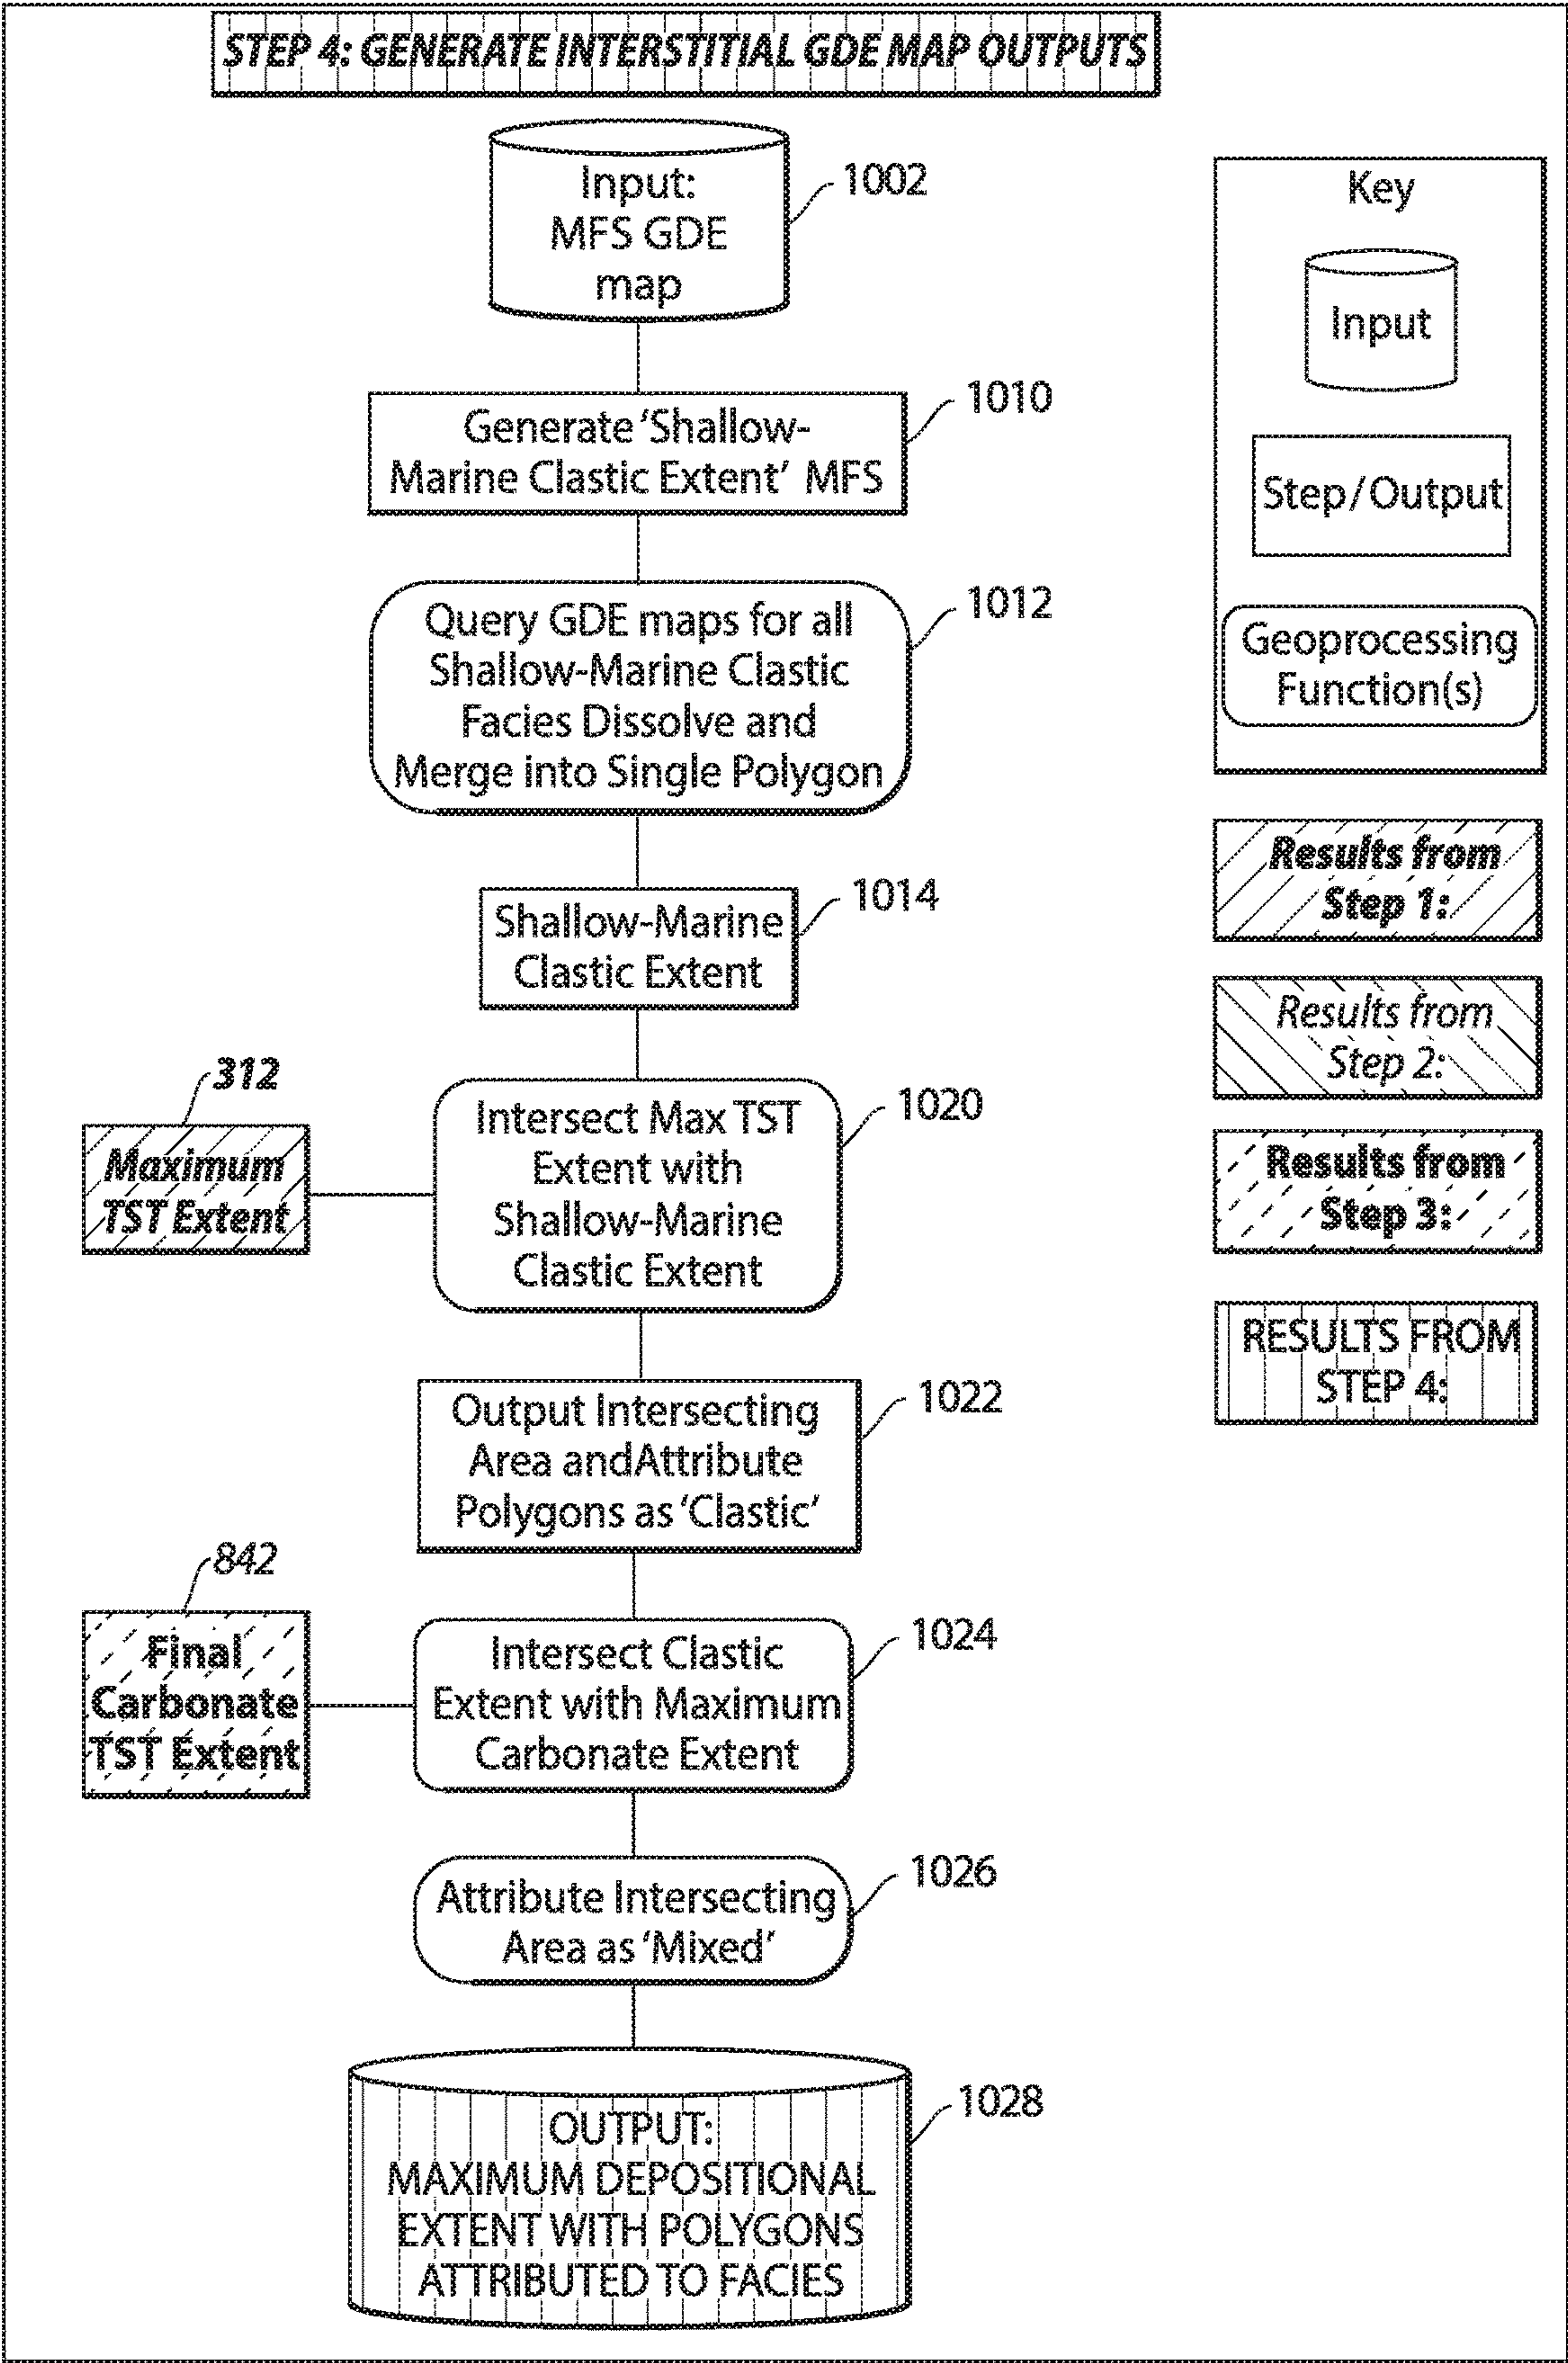 STEP 4: GENERATE INTERSTITIAL GDE MAP OUTPUTS
Input:
MFS GDE
map
1002
Generate 'Shallow-
Marine Clastic Extent' MFS
1010
Query GDE maps for all
Shallow-Marine Clastic
Facies Dissolve and
Merge into Single Polygon
1012
Shallow-Marine
Clastic Extent
1014
312
Maximum
TST Extent
Intersect Max TST
Extent with
Shallow-Marine
Clastic Extent
1020
Output Intersecting
Area andAttribute
Polygons as 'Clastic'
1022
842
Final
Carbonate
TST Extent
Intersect Clastic
Extent with Maximum
Carbonate Extent
1024
Attribute Intersecting
Area as 'Mixed'
1026
OUTPUT:
MAXIMUM DEPOSITIONAL
EXTENT WITH POLYGONS
ATTRIBUTED TO FACIES
1028
Key
Input
Step/Output
Geoprocessing
Function(s)
Results from
Step 1:
Results from
Step 2:
Results from
Step 3:
RESULTS FROM
STEP 4: